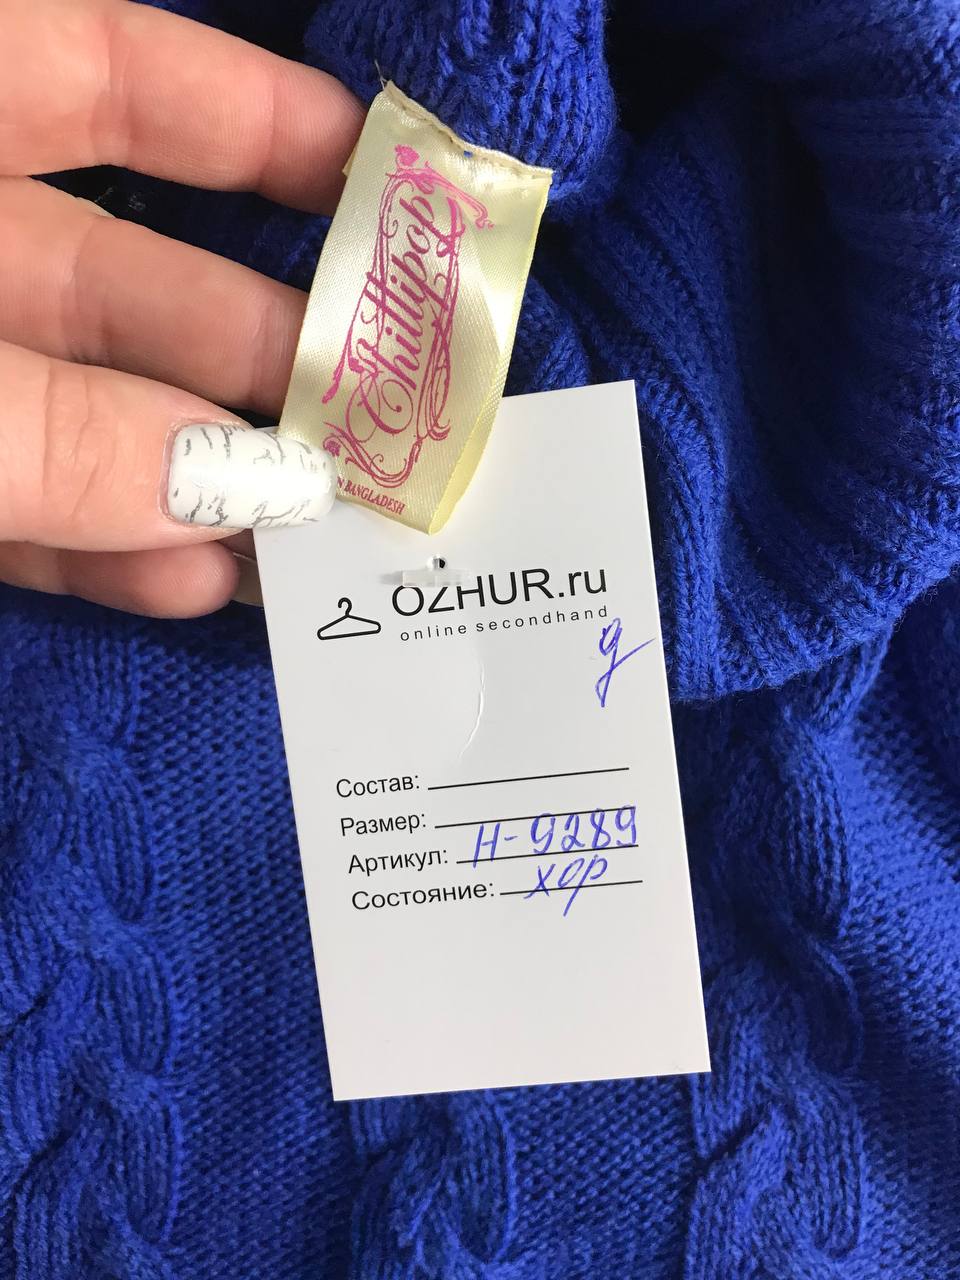 Chillipop
N BANGLADESH
OZHUR.ru
online secondhand
g
Состав:
Размер:
Артикул: Н-9289
Состояние: хор